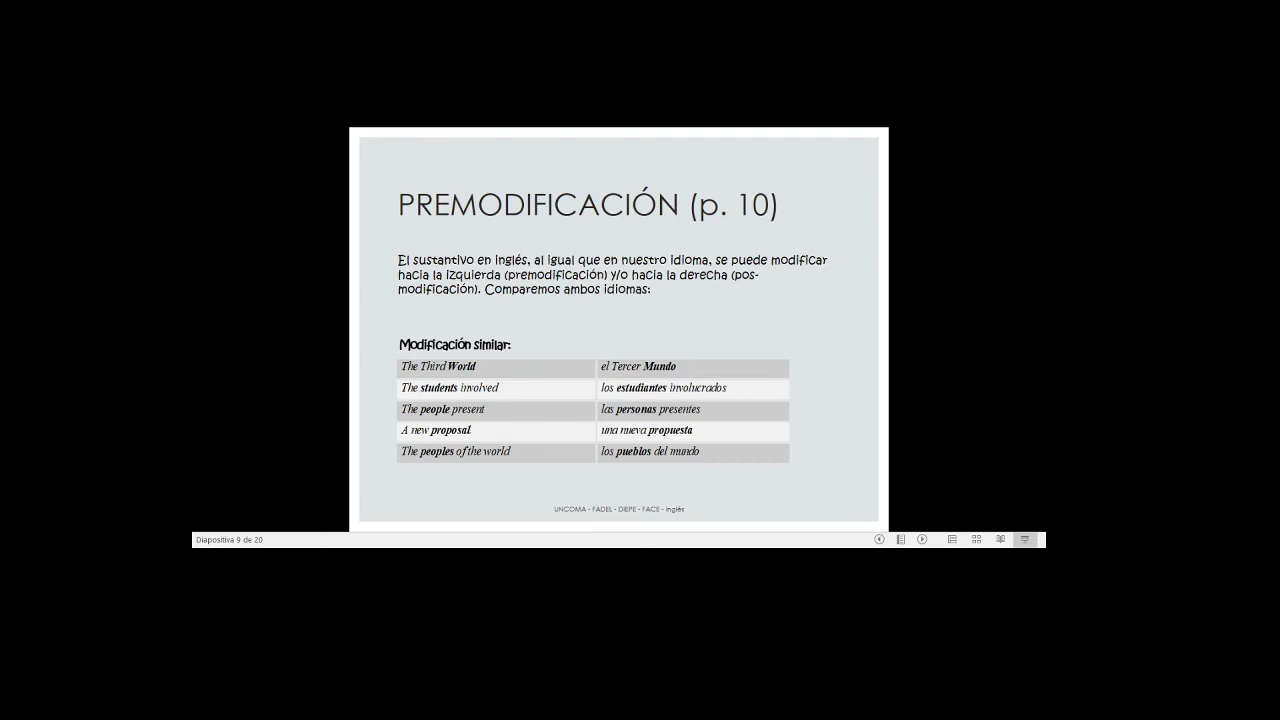 PREMODIFICACIÓN (p. 10)
El sustantivo en inglés, al igual que en nuestro idioma, se puede modificar
hacia la izquierda (premodificación) y/o hacia la derecha (pos-
modificación). Comparemos ambos idiomas:
Modificación similar:
The Third World el Tercer Mundo
The students involved los estudiantes involucrados
The people present las personas presentes
A new proposal una nueva propuesta
The peoples of the world los pueblos del mundo
UNCOMA - FADEL - DIEPE - FACE - Inglés
Diapositiva 9 de 20